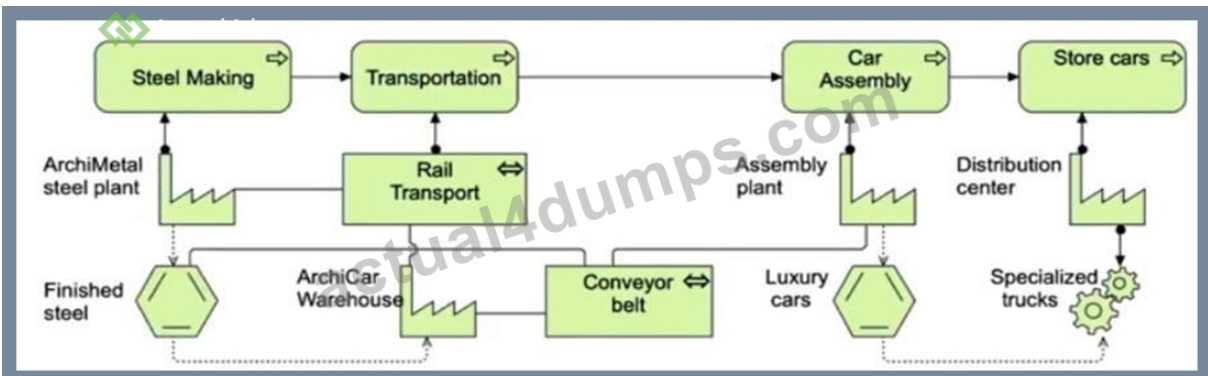 Steel Making
Transportation
Car
Assembly
Store cars
ArchiMetal
steel plant
Rail
Transport
Assembly
plant
Distribution
center
actual4dumps.com
Finished
steel
ArchiCar
Warehouse
Conveyor
belt
Luxury
cars
Specialized
trucks